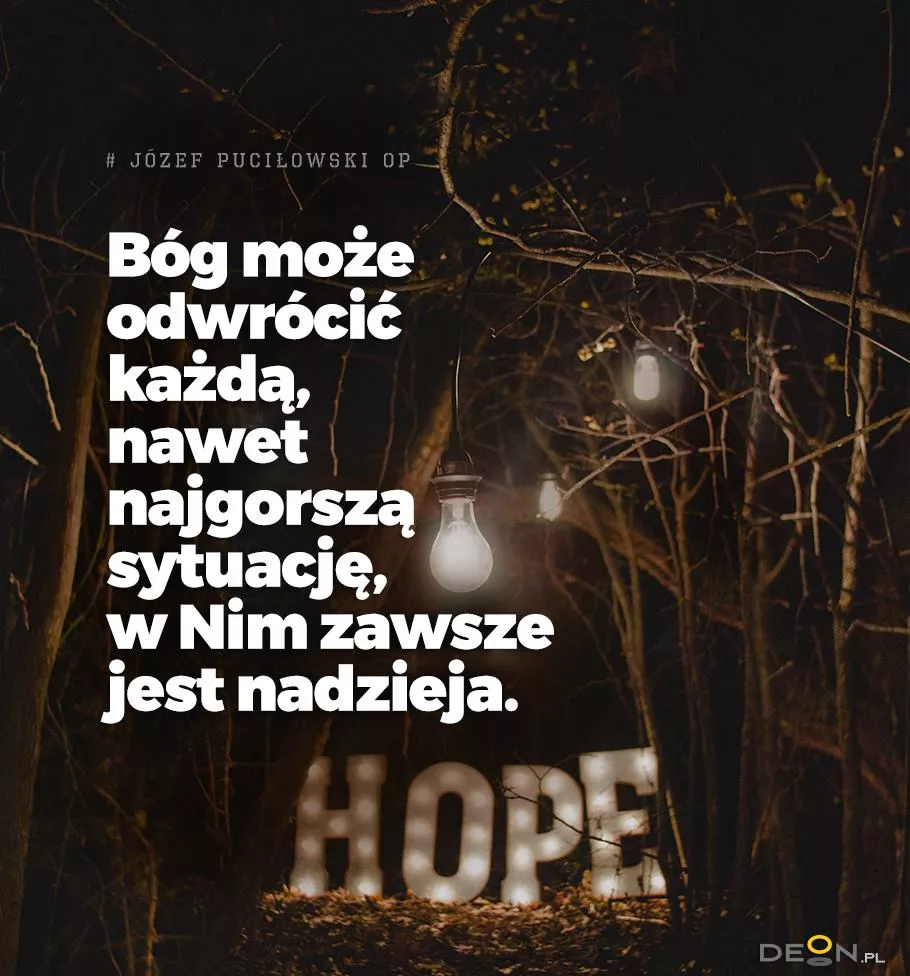 # JÓZEF PUCIŁOWSKI OP
Bóg może
odwrócić
każdą,
nawet
najgorszą
sytuację,
w Nim zawsze
jest nadzieja.
HOPE
DEON.PL